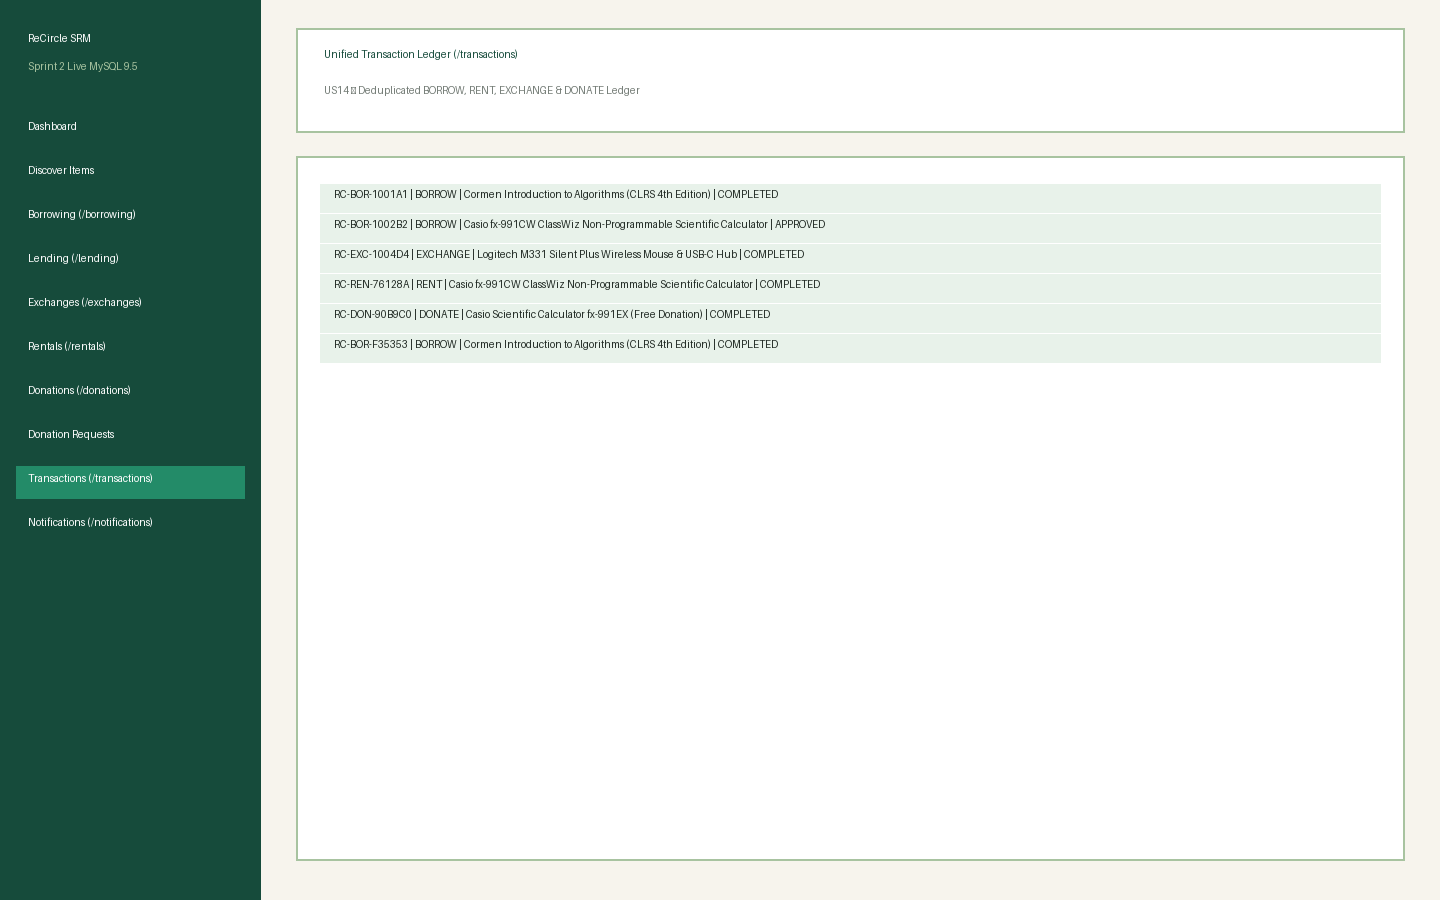 ReCircle SRM
Sprint 2 Live MySQL 9.5
Dashboard
Discover Items
Borrowing (/borrowing)
Lending (/lending)
Exchanges (/exchanges)
Rentals (/rentals)
Donations (/donations)
Donation Requests
Transactions (/transactions)
Notifications (/notifications)
Unified Transaction Ledger (/transactions)
US14 Deduplicated BORROW, RENT, EXCHANGE & DONATE Ledger
RC-BOR-1001A1 | BORROW | Cormen Introduction to Algorithms (CLRS 4th Edition) | COMPLETED
RC-BOR-1002B2 | BORROW | Casio fx-991CW ClassWiz Non-Programmable Scientific Calculator | APPROVED
RC-EXC-1004D4 | EXCHANGE | Logitech M331 Silent Plus Wireless Mouse & USB-C Hub | COMPLETED
RC-REN-76128A | RENT | Casio fx-991CW ClassWiz Non-Programmable Scientific Calculator | COMPLETED
RC-DON-90B9C0 | DONATE | Casio Scientific Calculator fx-991EX (Free Donation) | COMPLETED
RC-BOR-F35353 | BORROW | Cormen Introduction to Algorithms (CLRS 4th Edition) | COMPLETED